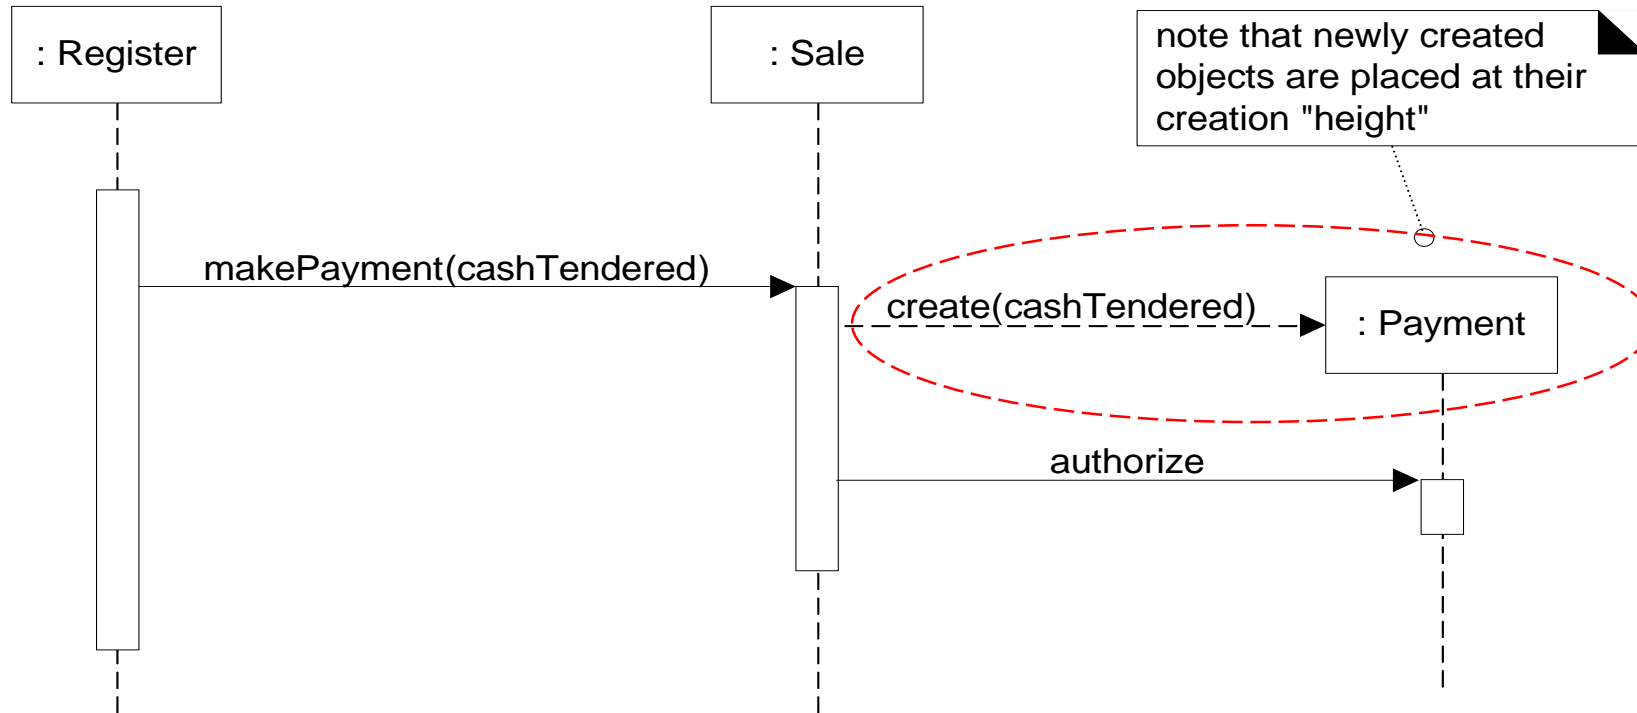 : Register
: Sale
note that newly created
objects are placed at their
creation "height"
makePayment(cashTendered)
create(cashTendered)
: Payment
authorize